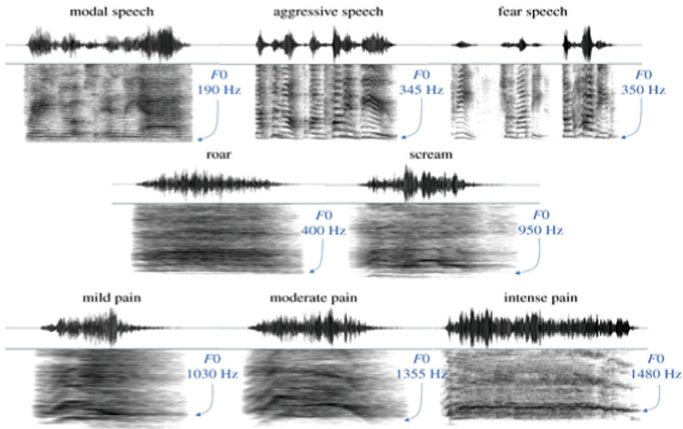 modal speech
aggressive speech
fear speech
F0
190 Hz
F0
345 Hz
F0
350 Hz
roar
scream
F0
400 Hz
F0
950 Hz
mild pain
moderate pain
intense pain
F0
1030 Hz
F0
1355 Hz
F0
1480 Hz